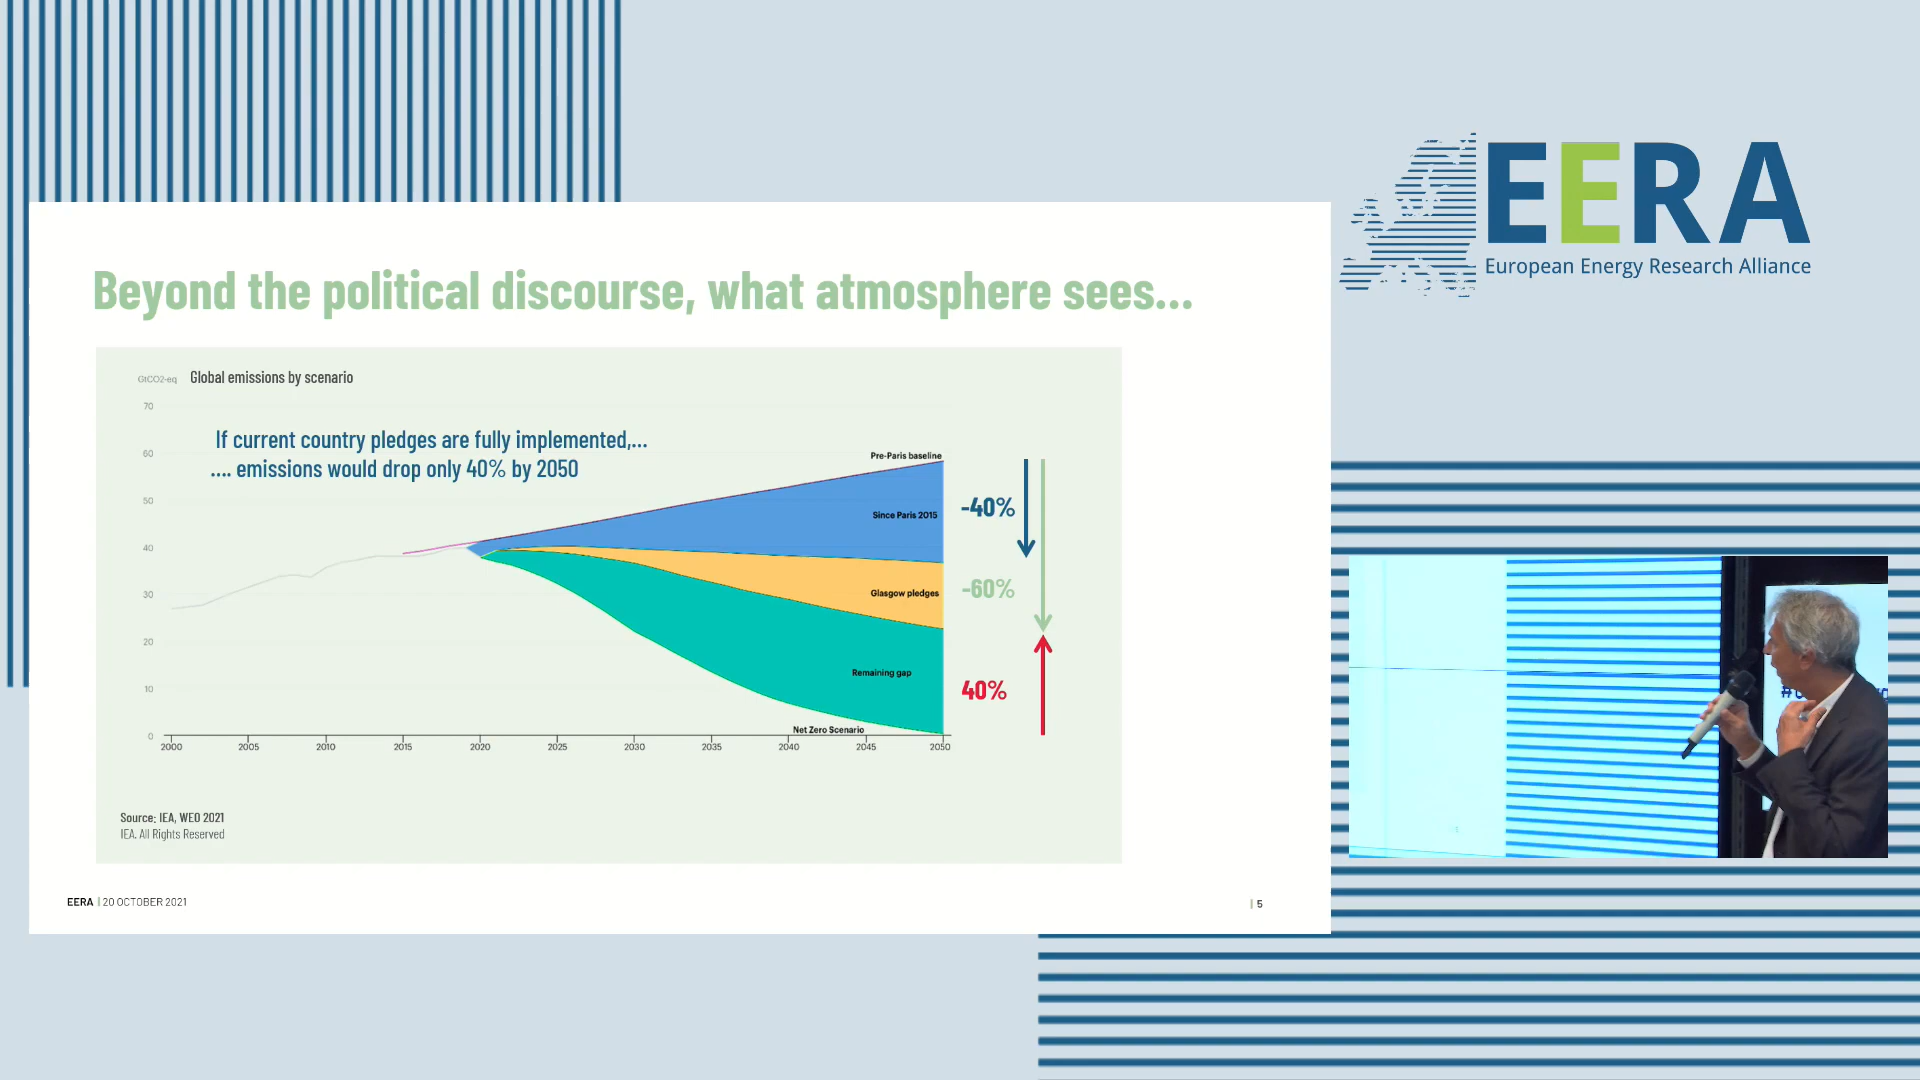 EERA
European Energy Research Alliance
Beyond the political discourse, what atmosphere sees...
GtCO2-eq Global emissions by scenario
70
If current country pledges are fully implemented,...
.... emissions would drop only 40% by 2050
60
Pre-Paris baseline
50
Since Paris 2015
-40%
40
-60%
30
Glasgow pledges
20
Remaining gap
40%
10
Net Zero Scenario
0
2000 2005 2010 2015 2020 2025 2030 2035 2040 2045 2050
Source: IEA, WEO 2021
IEA. All Rights Reserved
EERA | 20 OCTOBER 2021
| 5